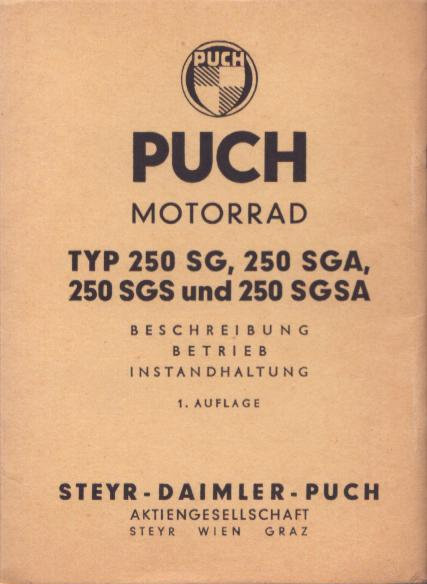 PUCH
PUCH
MOTORRAD
TYP 250 SG, 250 SGA,
250 SGS und 250 SGSA
BESCHREIBUNG
BETRIEB
INSTANDHALTUNG
1. AUFLAGE
STEYR-DAIMLER-PUCH
AKTIENGESELLSCHAFT
STEYR WIEN GRAZ